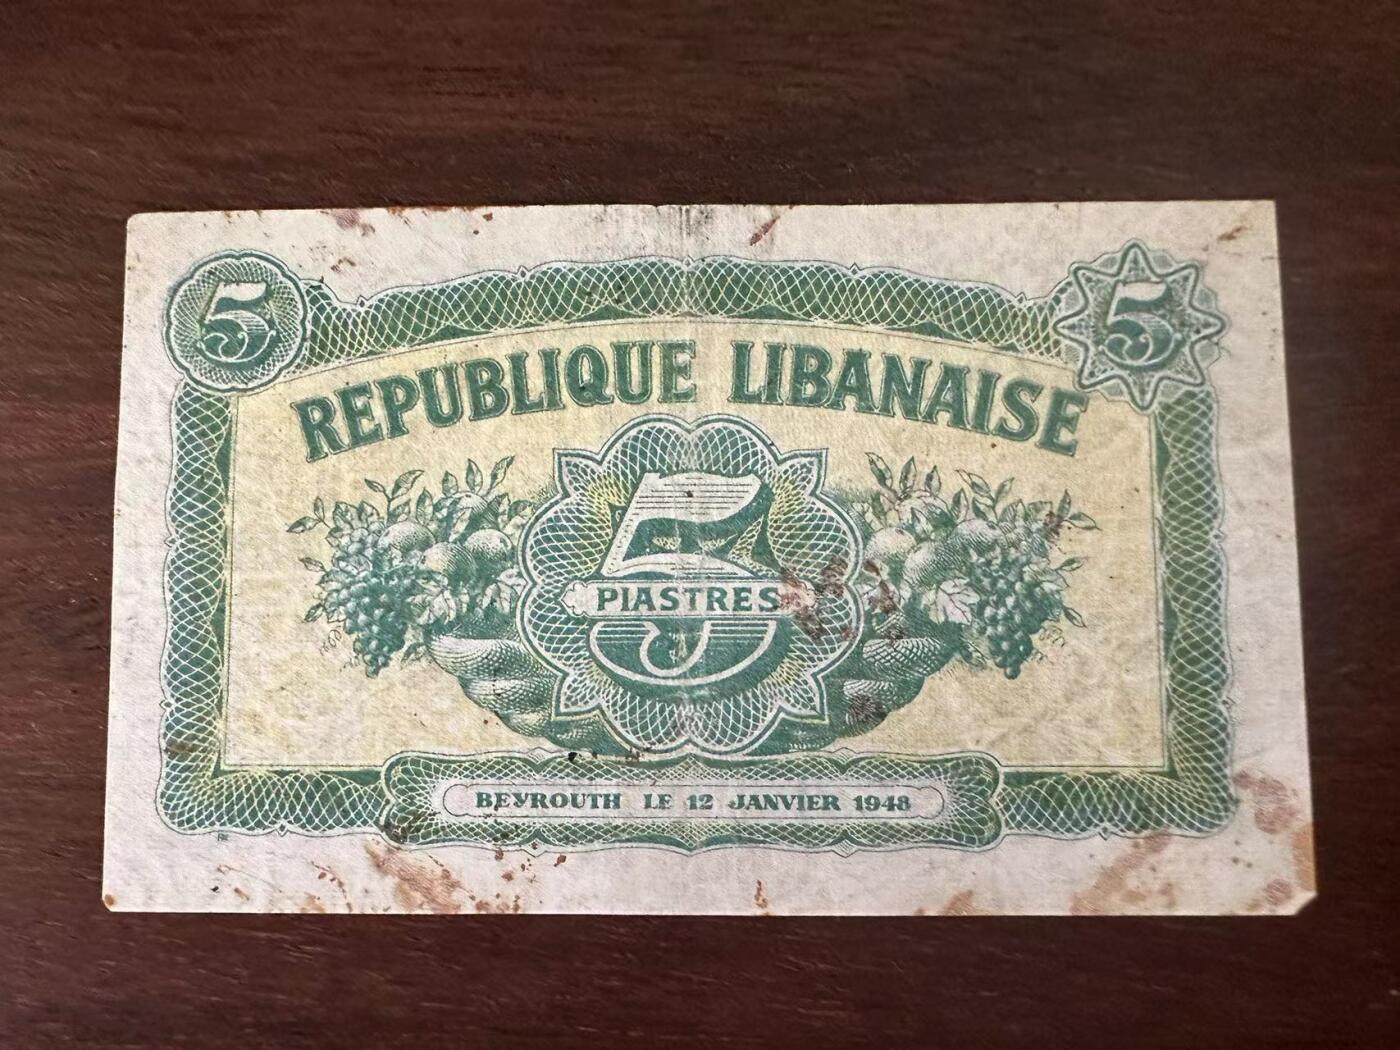 5
5
REPUBLIQUE LIBANAISE
5
PIASTRES
BEYROUTH LE 12 JANVIER 1948